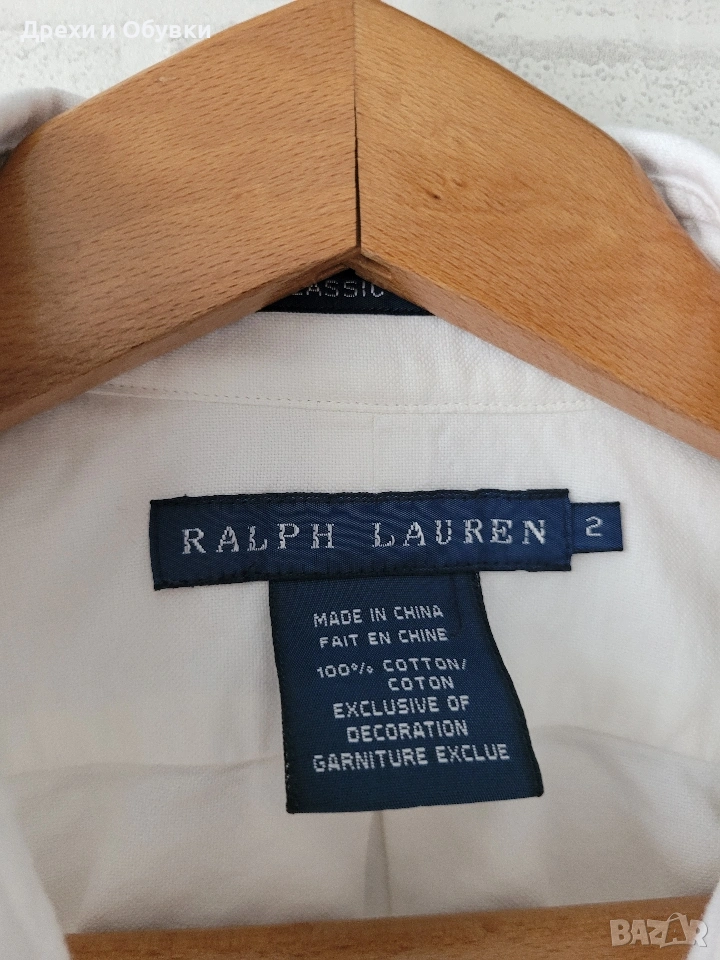 Дрехи и Обувки
RALPH LAUREN 2
MADE IN CHINA
FAIT EN CHINE
100% COTTON/
COTON
EXCLUSIVE OF
DECORATION
GARNITURE EXCLUE
BAZAR